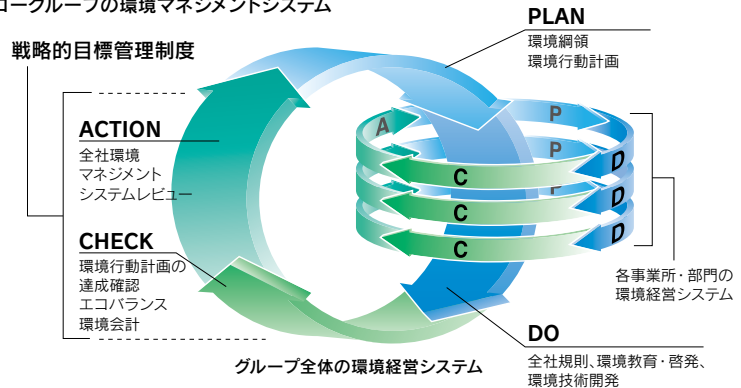 コーグループの環境マネジメントシステム
戦略的目標管理制度
PLAN
環境綱領
環境行動計画
ACTION
全社環境
マネジメント
システムレビュー
CHECK
環境行動計画の
達成確認
エコバランス
環境会計
A
P
P
P
D
D
D
C
C
C
各事業所・部門の
環境経営システム
DO
全社規則、環境教育・啓発、
環境技術開発
グループ全体の環境経営システム